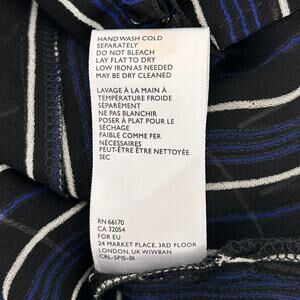 HAND WASH COLD
SEPARATELY
DO NOT BLEACH
LAY FLAT TO DRY
LOW IRON AS NEEDED
MAY BE DRY CLEANED
LAVAGE À LA MAIN À
TEMPÉRATURE FROIDE
SÉPARÉMENT
NE PAS BLANCHIR
POSER À PLAT POUR LE
SÉCHAGE
FAIBLE COMME FER
NÉCESSAIRES
PEUT-ÊTRE ÊTRE NETTOYÉE
SEC
RN 66170
CA 32054
FOR EU
24 MARKET PLACE, 3RD FLOOR
LONDON, UK W1W8AN
CRL-SP15-01